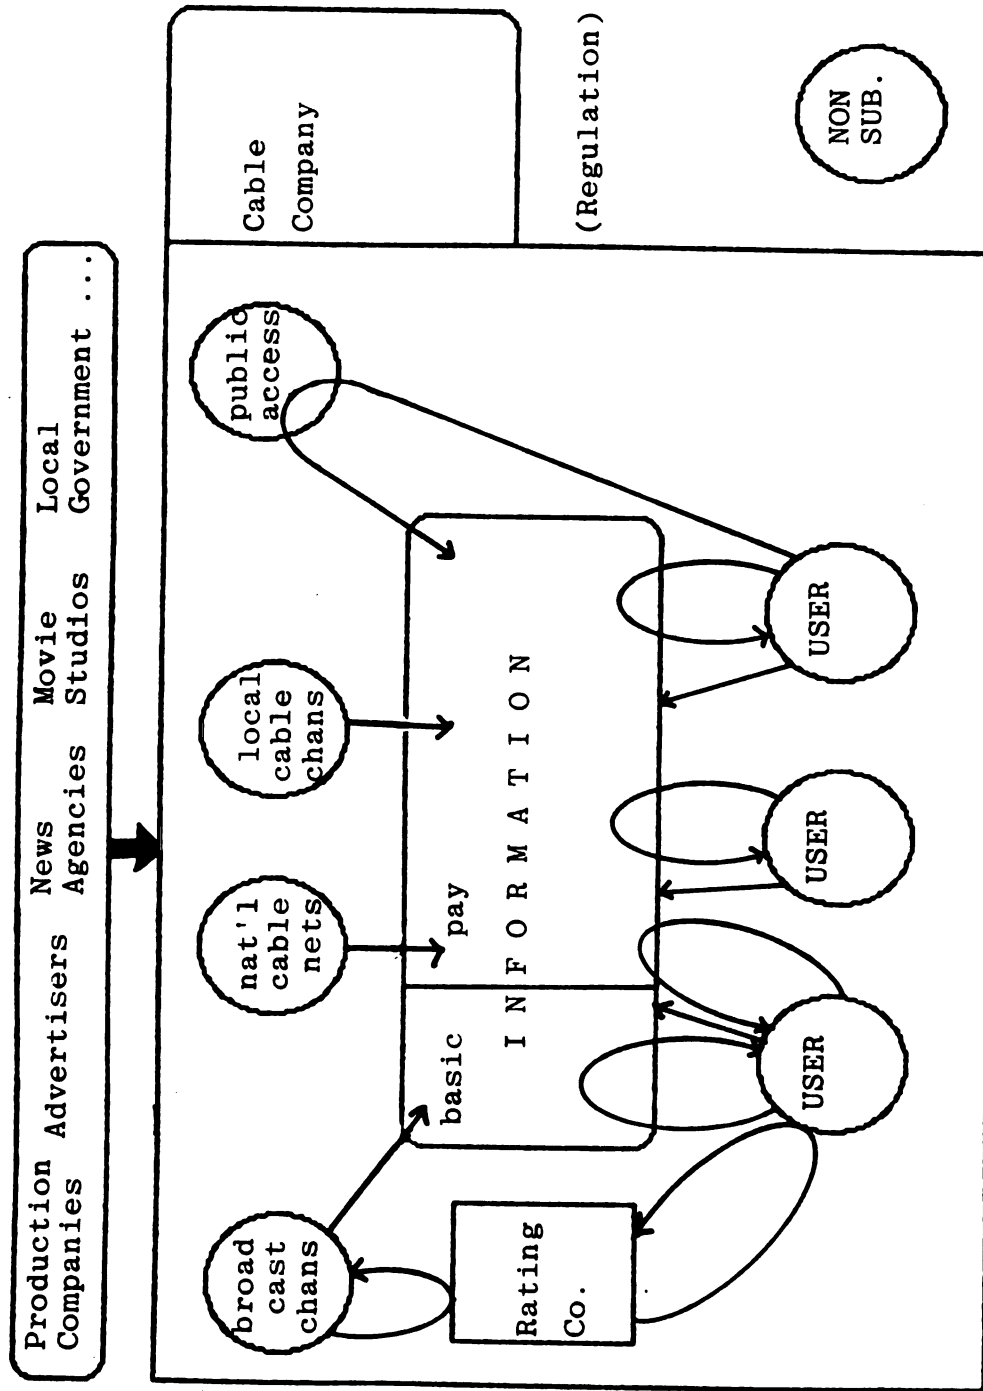 Production Advertisers News Movie Local
Companies Agencies Studios Government ...
broad
cast
chans
nat'l
cable
nets
local
cable
chans
public
access
Cable
Company
basic
pay
INFORMATION
Rating
Co.
(Regulation)
USER
USER
USER
NON
SUB.